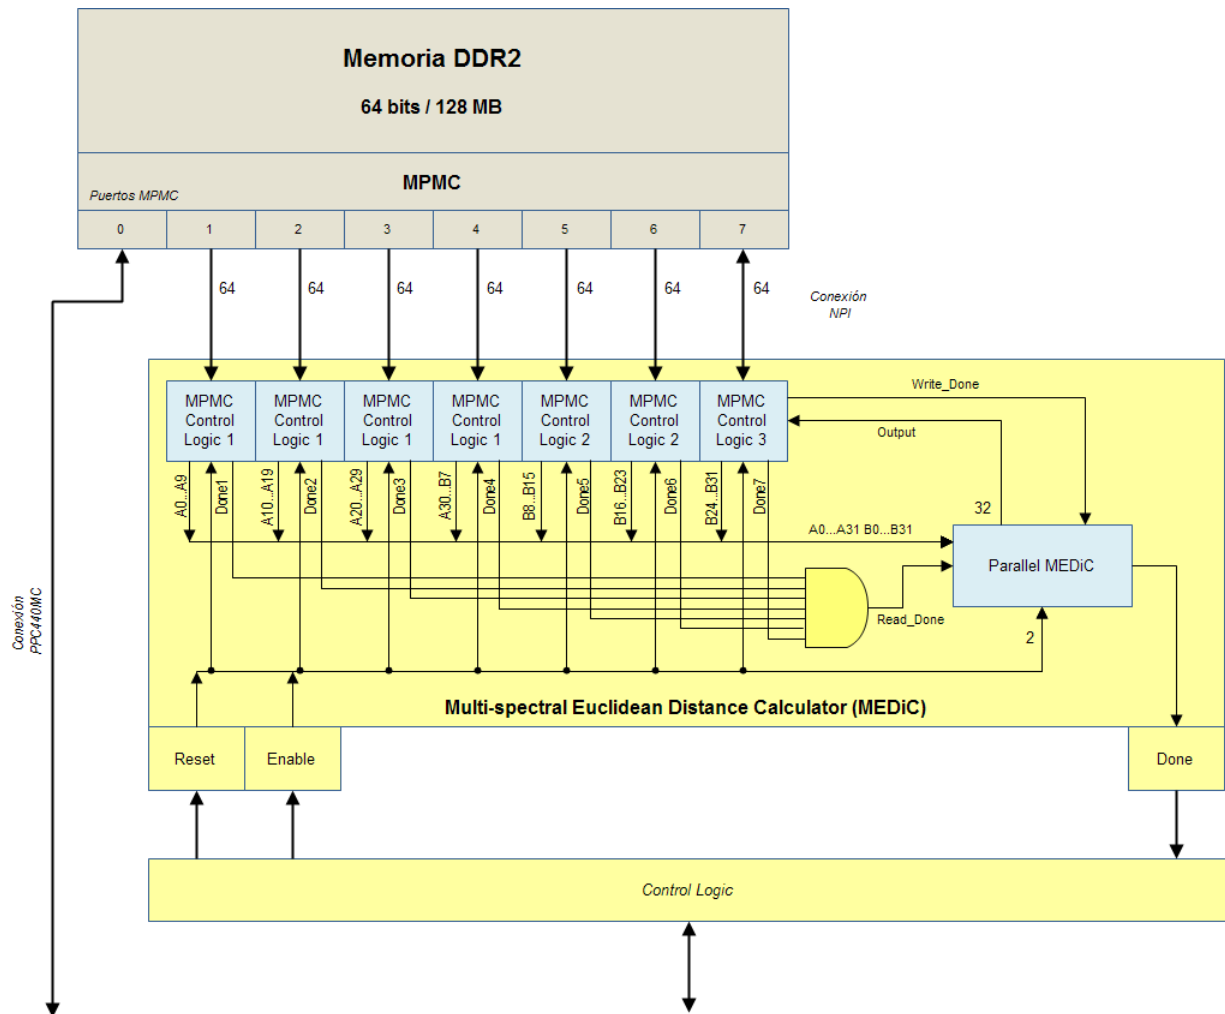 Memoria DDR2
64 bits / 128 MB
MPMC
Puertos MPMC
0 1 2 3 4 5 6 7
64 64 64 64 64 64 64
Conexión
NPI
MPMC
Control
Logic 1
MPMC
Control
Logic 1
MPMC
Control
Logic 1
MPMC
Control
Logic 1
MPMC
Control
Logic 2
MPMC
Control
Logic 2
MPMC
Control
Logic 3
Write_Done
Output
A0...A9
Done1
A10...A19
Done2
A20...A29
Done3
A30...B7
Done4
B8...B15
Done5
B16...B23
Done6
B24...B31
Done7
32
A0...A31 B0...B31
Parallel MEDiC
Read_Done
2
Conexión
PPC440MC
Multi-spectral Euclidean Distance Calculator (MEDiC)
Reset
Enable
Done
Control Logic